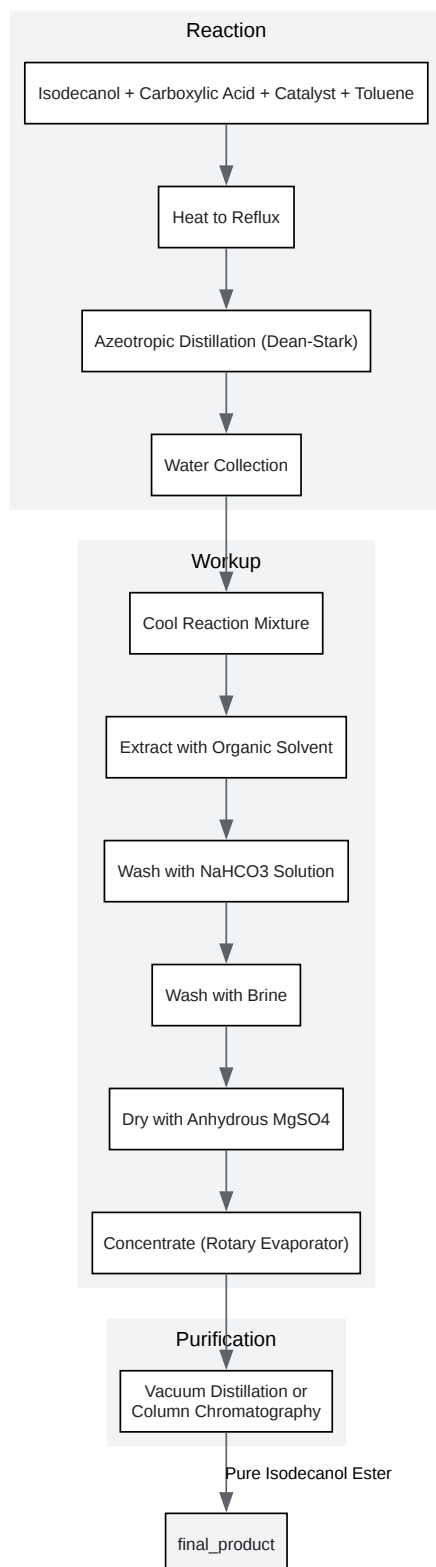 Reaction
Isodecanol + Carboxylic Acid + Catalyst + Toluene
Heat to Reflux
Azeotropic Distillation (Dean-Stark)
Water Collection
Workup
Cool Reaction Mixture
Extract with Organic Solvent
Wash with NaHCO3 Solution
Wash with Brine
Dry with Anhydrous MgSO4
Concentrate (Rotary Evaporator)
Purification
Vacuum Distillation or
Column Chromatography
Pure Isodecanol Ester
final_product